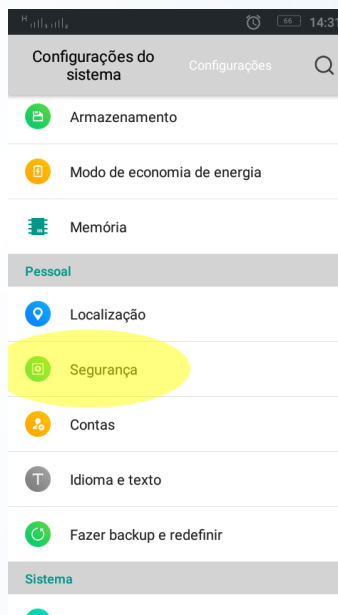 H 66 14:31
Configurações do
sistema
Configurações
Armazenamento
Modo de economia de energia
Memória
Pessoal
Localização
Segurança
Contas
T Idioma e texto
Fazer backup e redefinir
Sistema